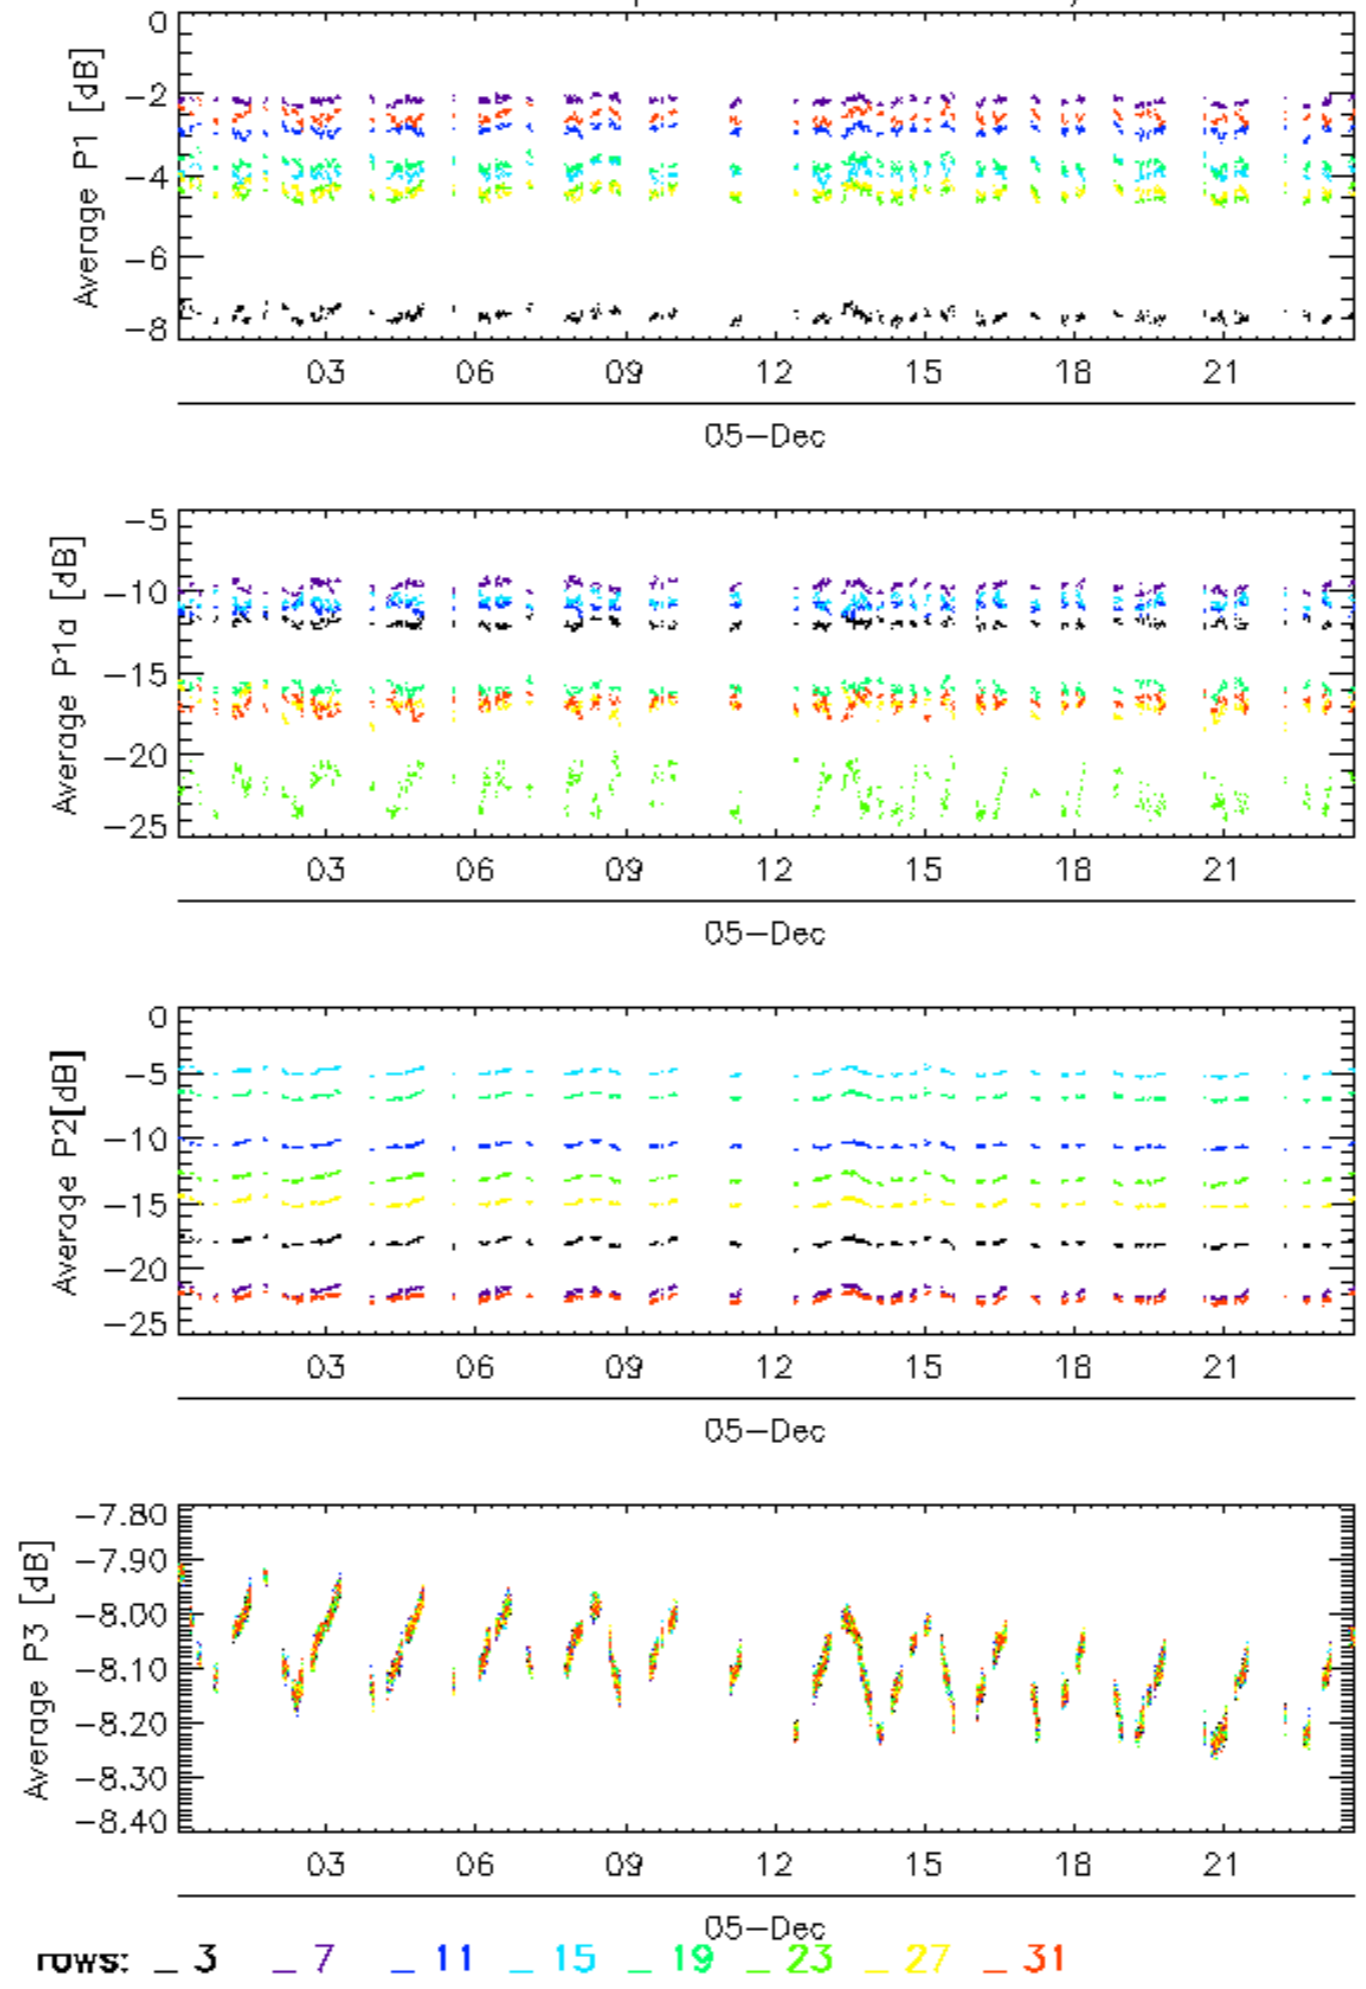 0
−2
−4
−6
−8
Average P1 [dB]
03 06 09 12 15 18 21
05−Dec
−5
−10
−15
−20
−25
Average P1a [dB]
03 06 09 12 15 18 21
05−Dec
0
−5
−10
−15
−20
−25
Average P2[dB]
03 06 09 12 15 18 21
05−Dec
−7.80
−7.90
−8.00
−8.10
−8.20
−8.30
−8.40
Average P3 [dB]
03 06 09 12 15 18 21
05−Dec
rows: _ 3 _ 7 _ 11 _ 15 _ 19 _ 23 _ 27 _ 31